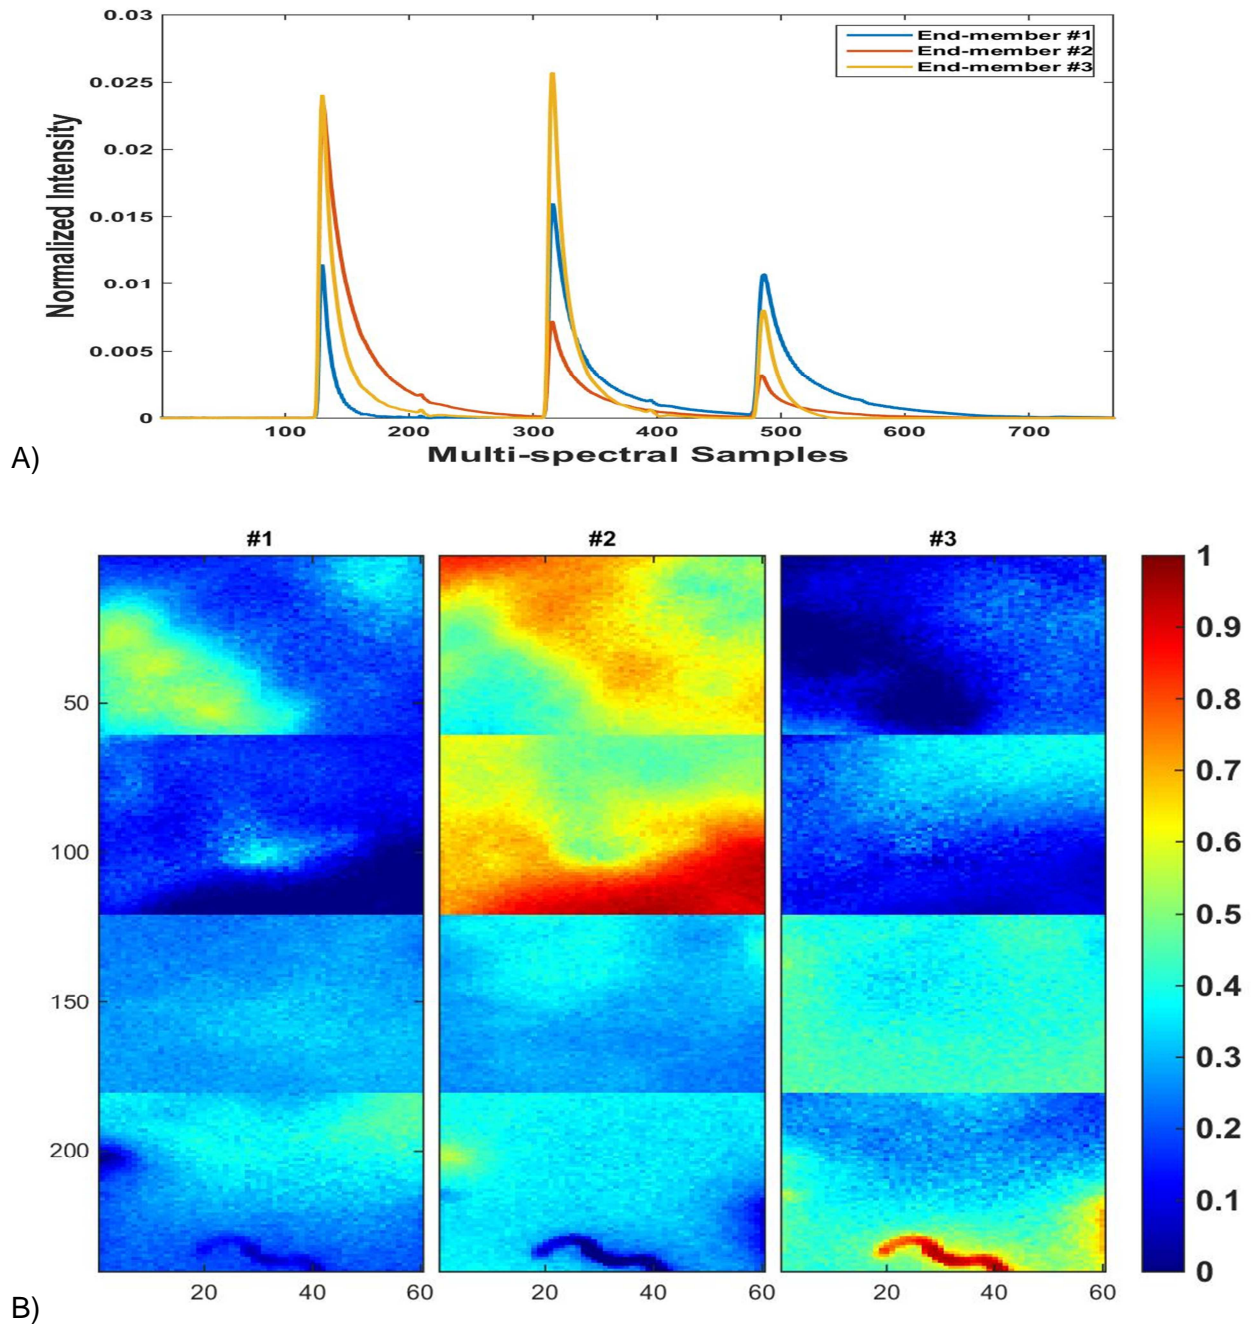 0.03
0.025
0.02
0.015
0.01
0.005
0
Normalized Intensity
End-member #1
End-member #2
End-member #3
100 200 300 400 500 600 700
Multi-spectral Samples
A)
#1 #2 #3
50
100
150
200
20 40 60 20 40 60 20 40 60
1
0.9
0.8
0.7
0.6
0.5
0.4
0.3
0.2
0.1
0
B)